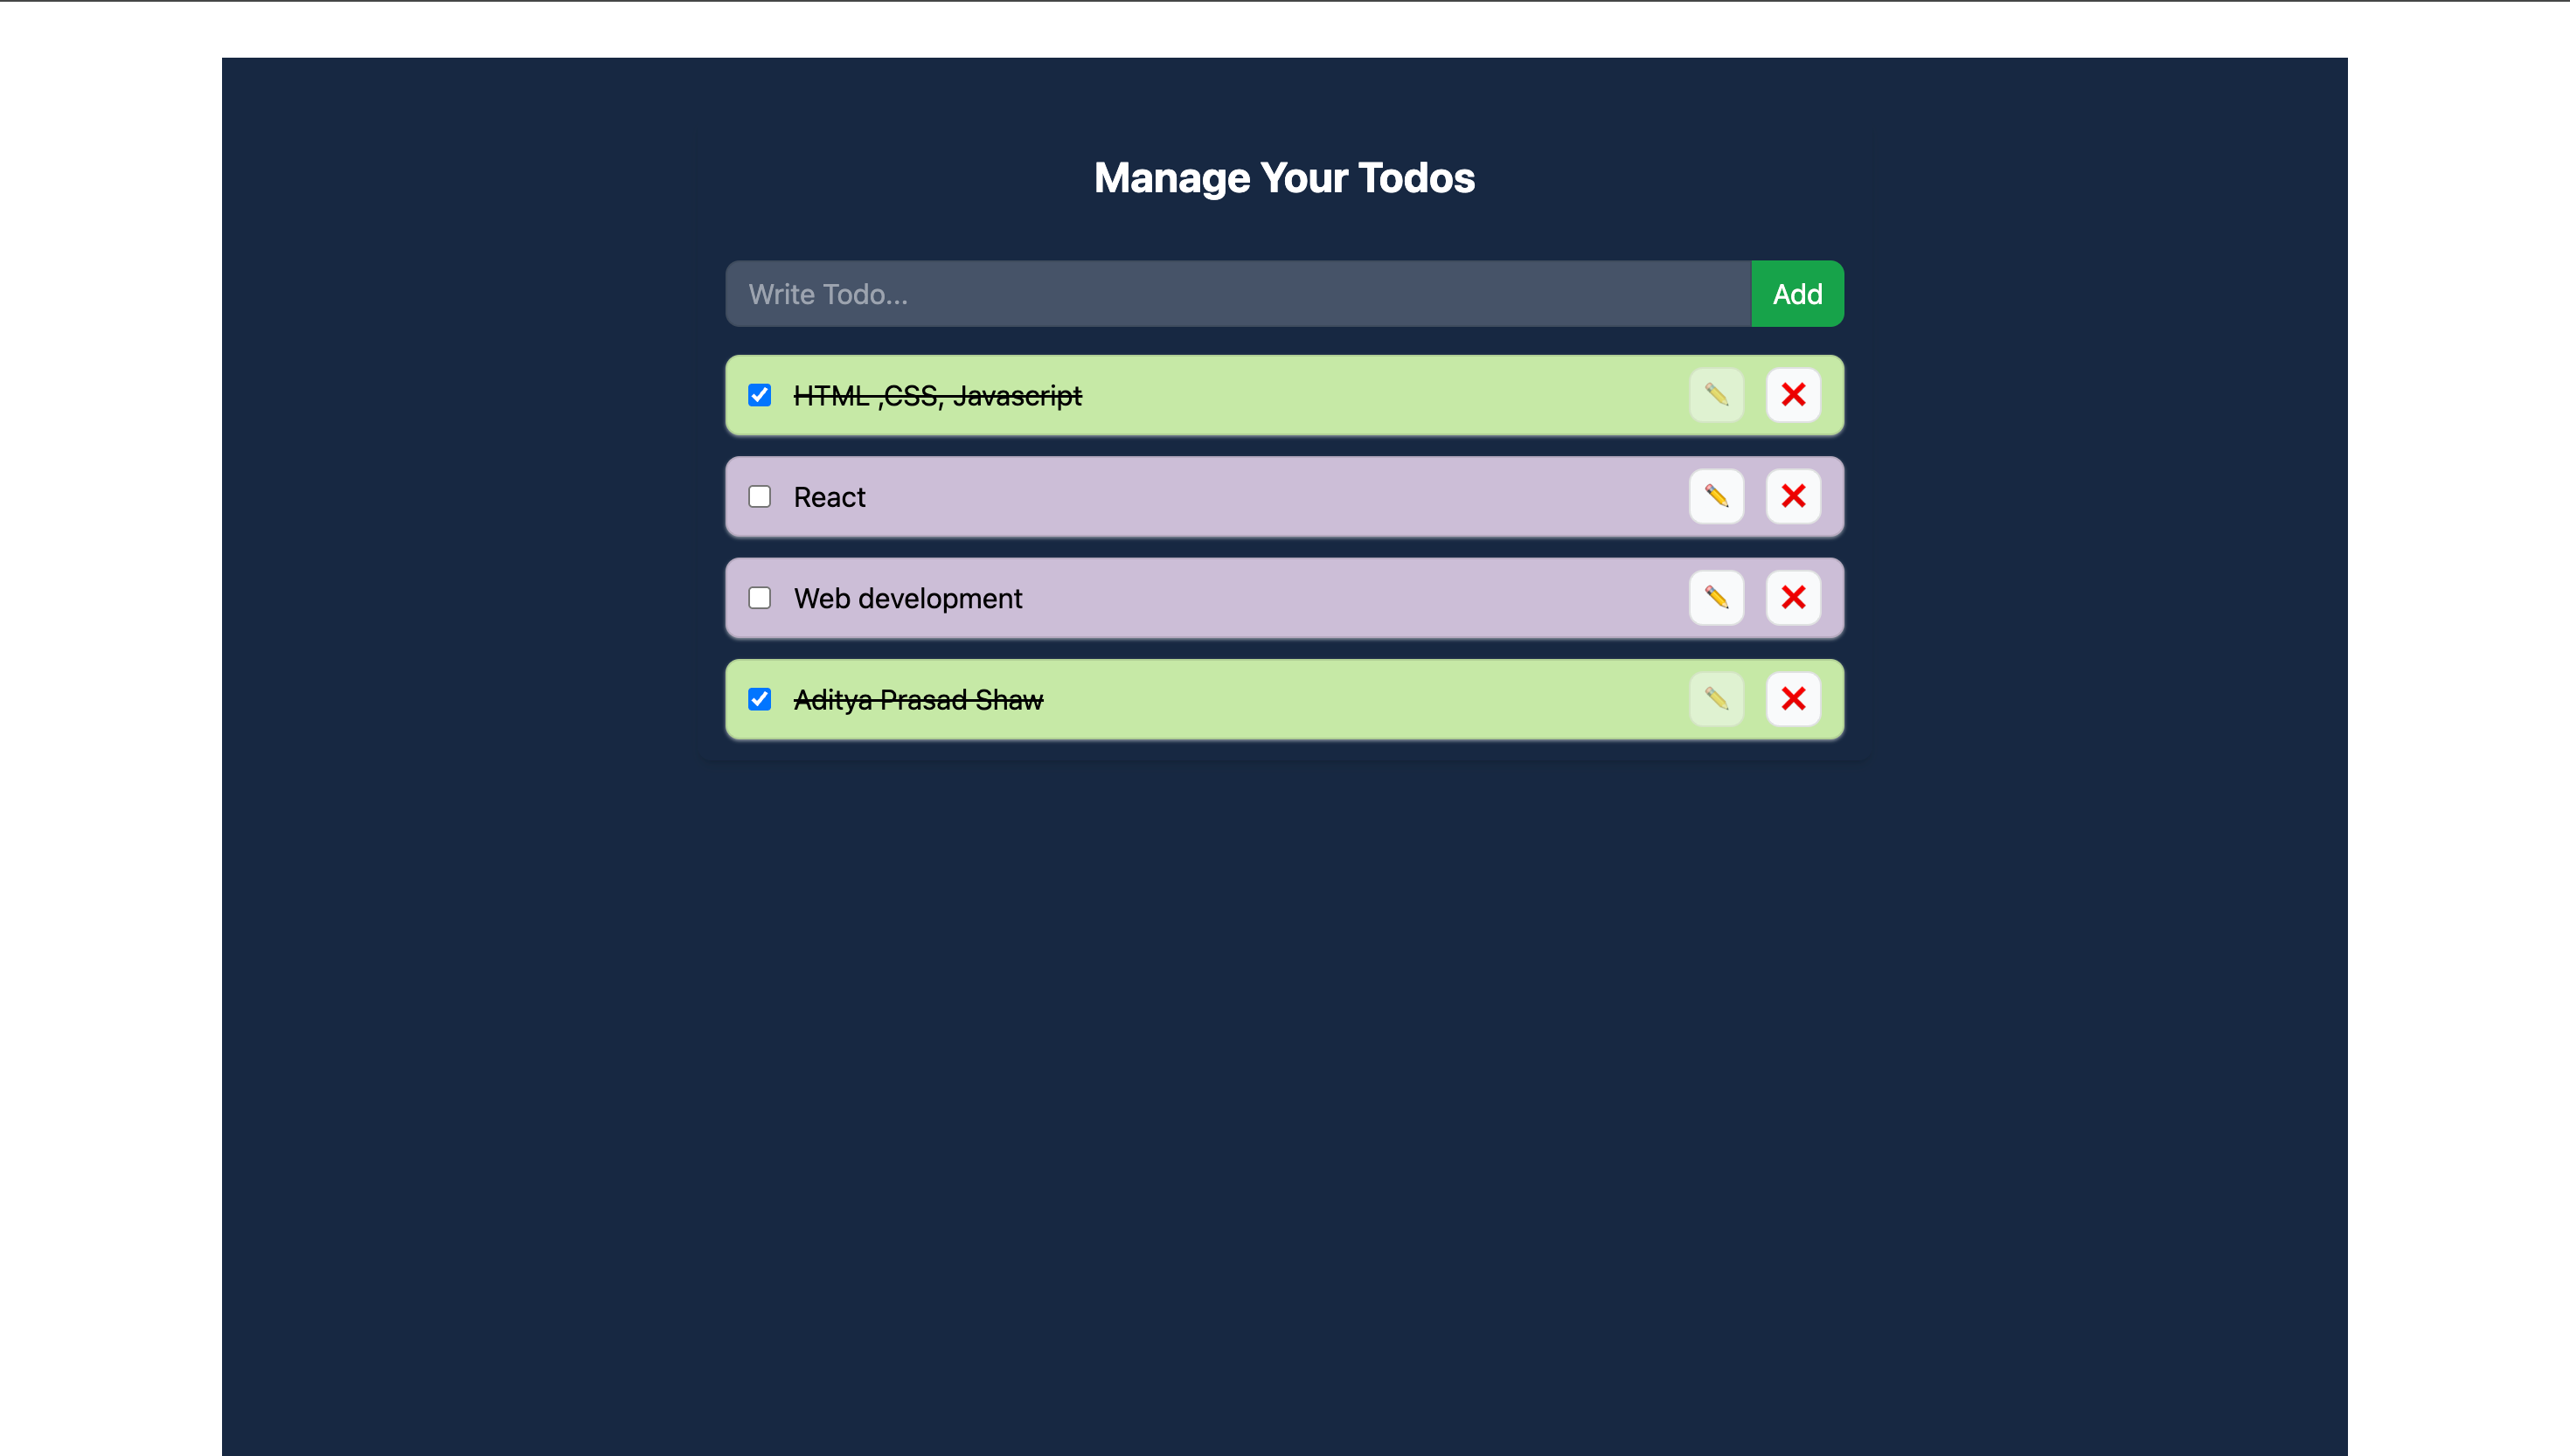 Manage Your Todos
Write Todo...
Add
HTML ,CSS, Javascript
React
Web development
Aditya Prasad Shaw